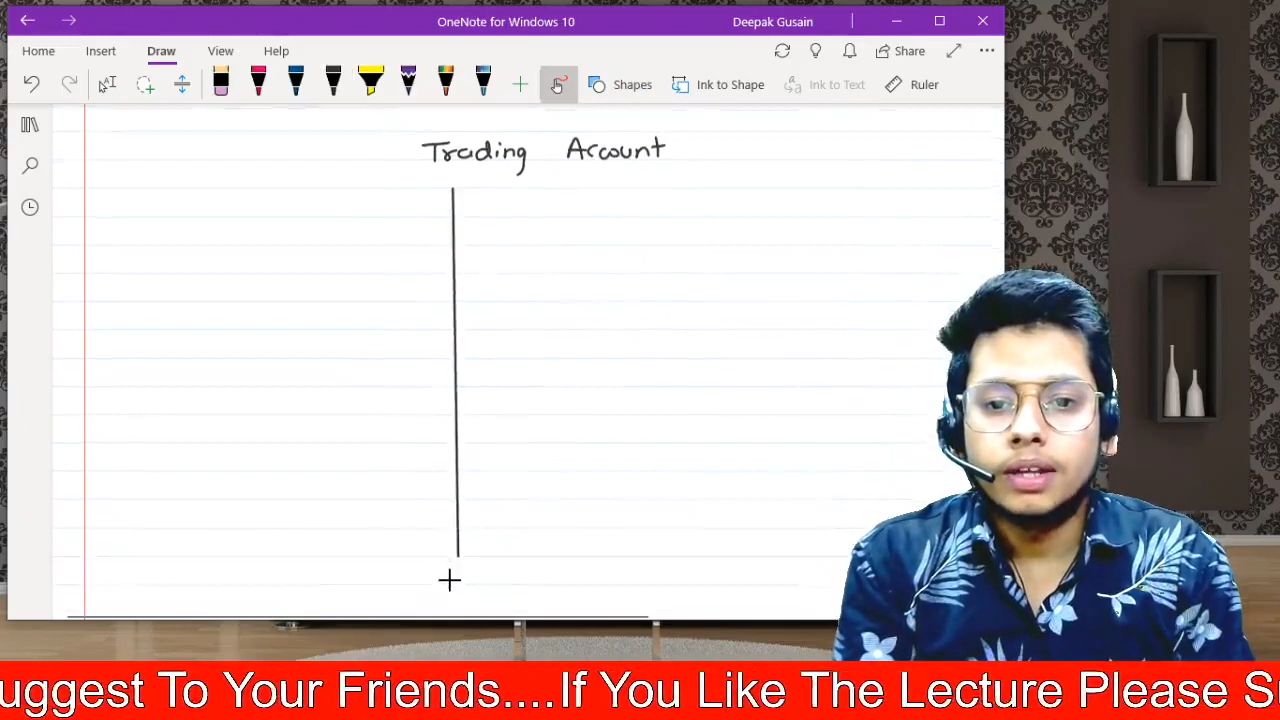 OneNote for Windows 10
Deepak Gusain
Home
Insert
Draw
View
Help
Share
Shapes
Ink to Shape
Ink to Text
Ruler
Trading Account
uggest To Your Friends....If You Like The Lecture Please S